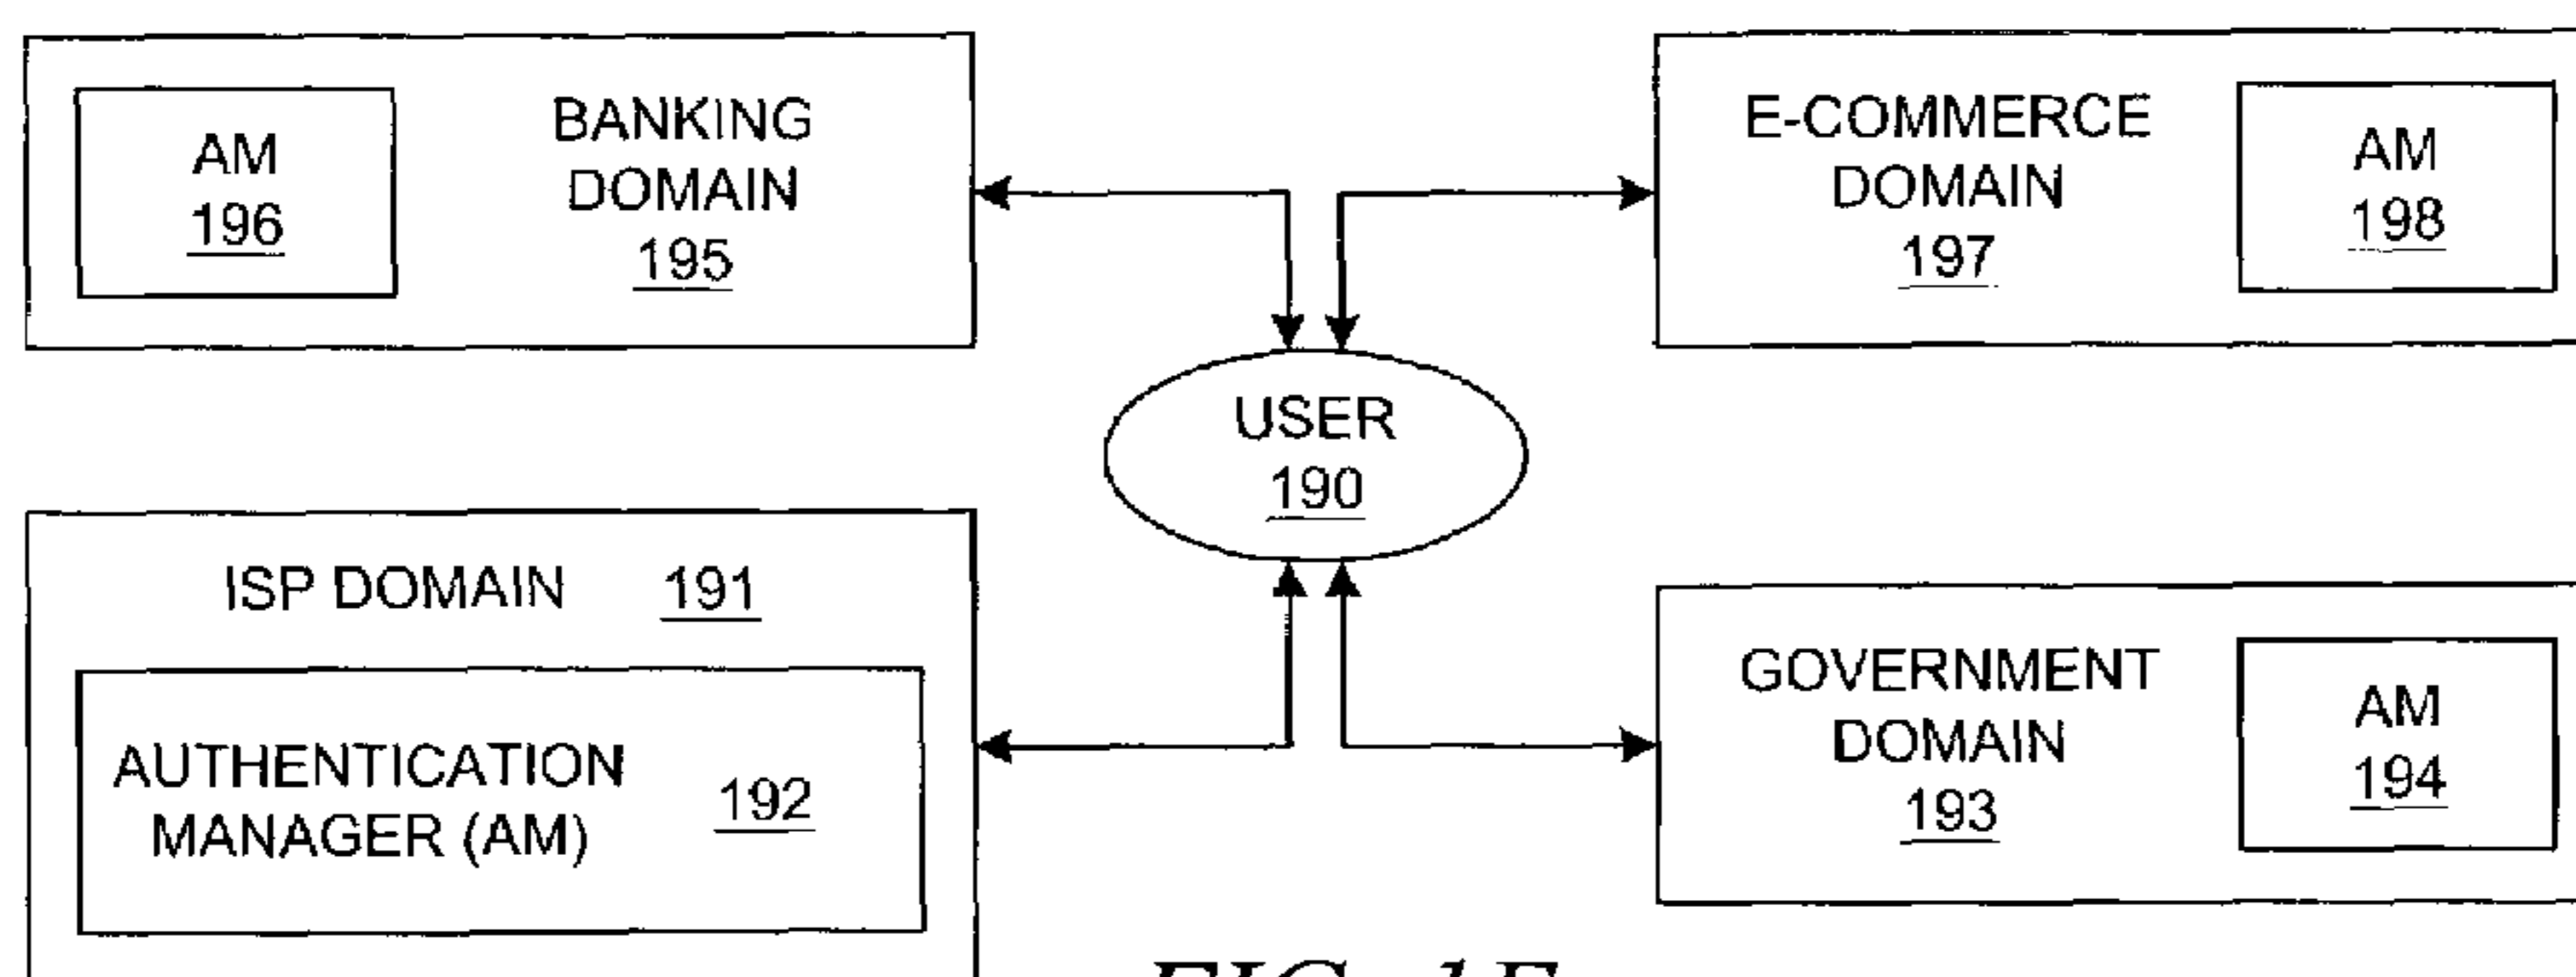 AM
196
BANKING
DOMAIN
195
E-COMMERCE
DOMAIN
197
AM
198
USER
190
ISP DOMAIN 191
AUTHENTICATION
MANAGER (AM)
192
GOVERNMENT
DOMAIN
193
AM
194